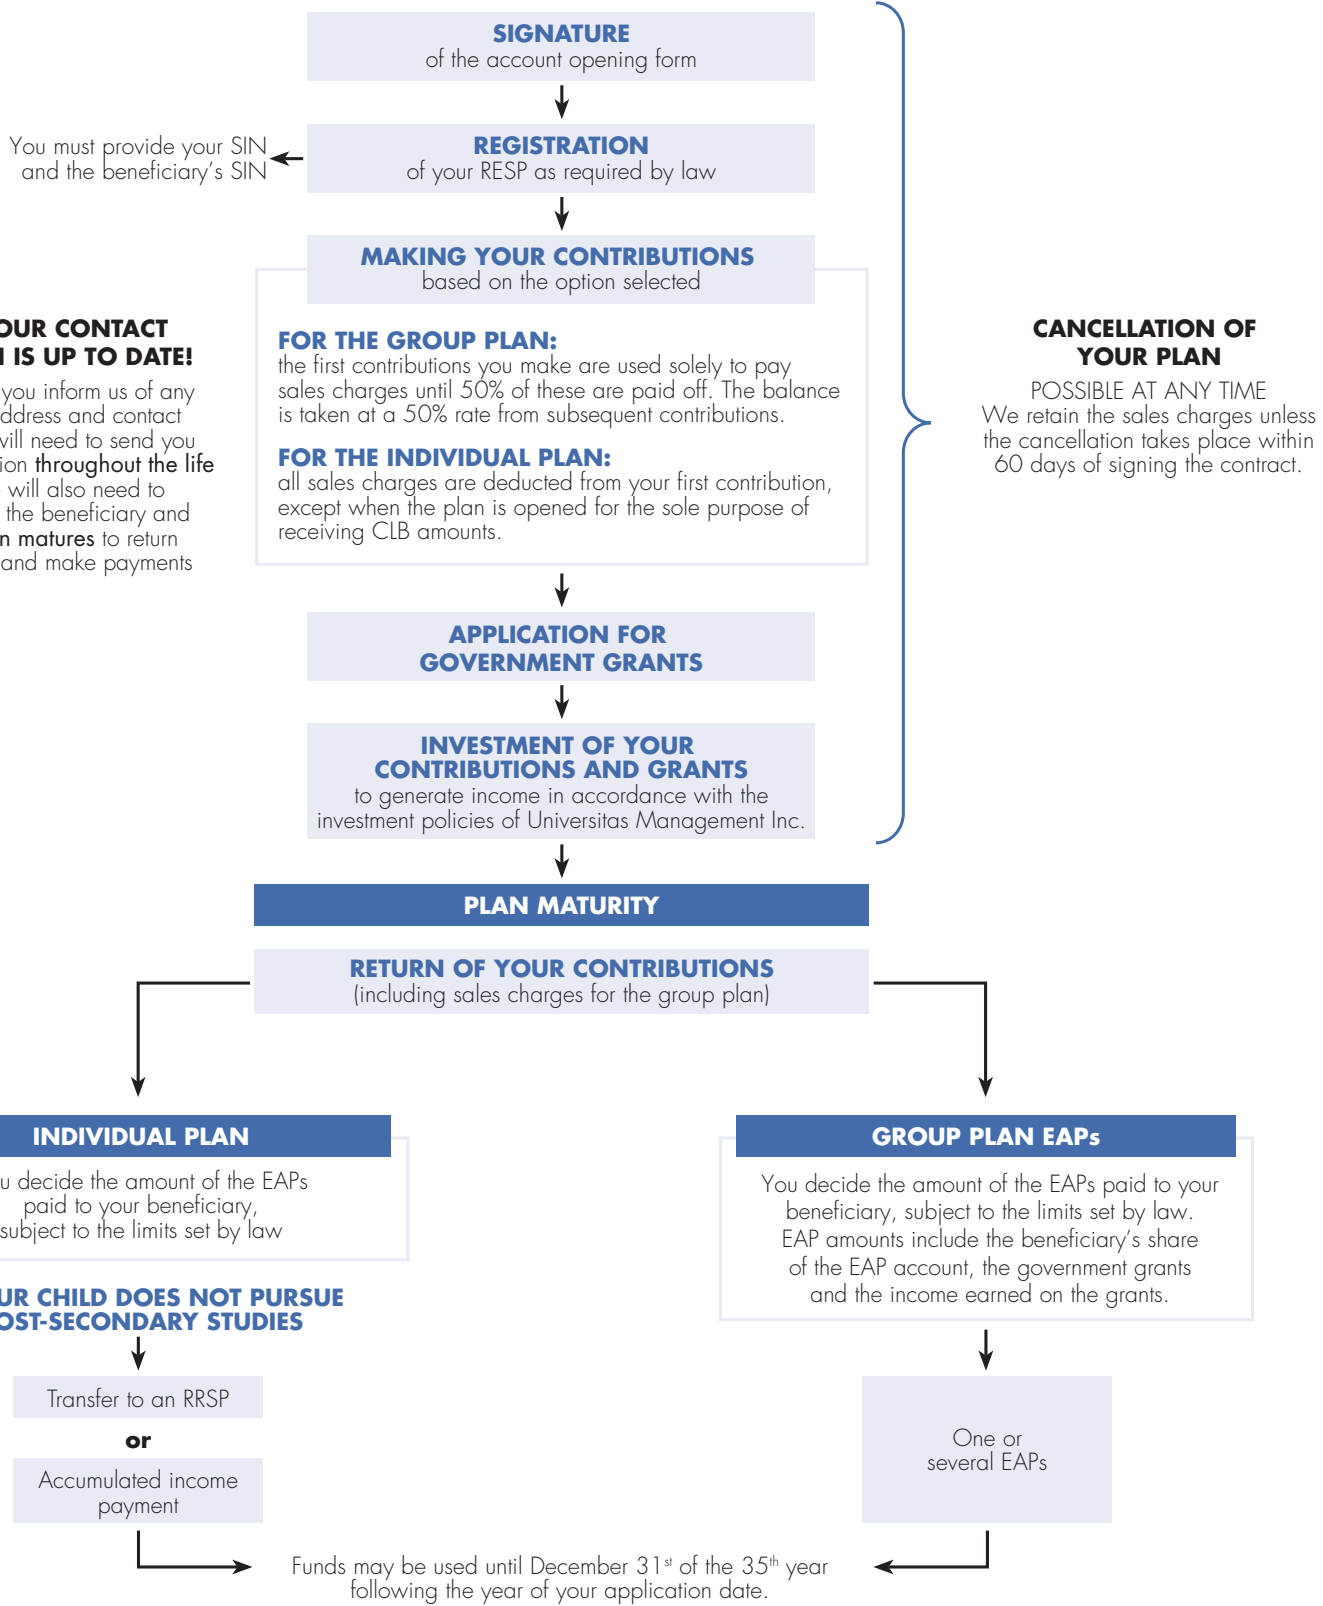 SIGNATURE
of the account opening form
You must provide your SIN
and the beneficiary's SIN
REGISTRATION
of your RESP as required by law
MAKING YOUR CONTRIBUTIONS
based on the option selected
FOR THE GROUP PLAN:
the first contributions you make are used solely to pay
sales charges until 50% of these are paid off. The balance
is taken at a 50% rate from subsequent contributions.
FOR THE INDIVIDUAL PLAN:
all sales charges are deducted from your first contribution,
except when the plan is opened for the sole purpose of
receiving CLB amounts.
CONTACT
IS UP TO DATE!
you inform us of any
and contact
will need to send you
throughout the life
will also need to
the beneficiary and
matures to return
and make payments
CANCELLATION OF
YOUR PLAN
POSSIBLE AT ANY TIME
We retain the sales charges unless
the cancellation takes place within
60 days of signing the contract.
APPLICATION FOR
GOVERNMENT GRANTS
INVESTMENT OF YOUR
CONTRIBUTIONS AND GRANTS
to generate income in accordance with the
investment policies of Universitas Management Inc.
PLAN MATURITY
RETURN OF YOUR CONTRIBUTIONS
(including sales charges for the group plan)
INDIVIDUAL PLAN
decide the amount of the EAPs
paid to your beneficiary,
subject to the limits set by law
CHILD DOES NOT PURSUE
STUDIES
Transfer to an RRSP
or
Accumulated income
payment
GROUP PLAN EAPs
You decide the amount of the EAPs paid to your
beneficiary, subject to the limits set by law.
EAP amounts include the beneficiary's share
of the EAP account, the government grants
and the income earned on the grants.
One or
several EAPs
Funds may be used until December 31st of the 35th year
following the year of your application date.